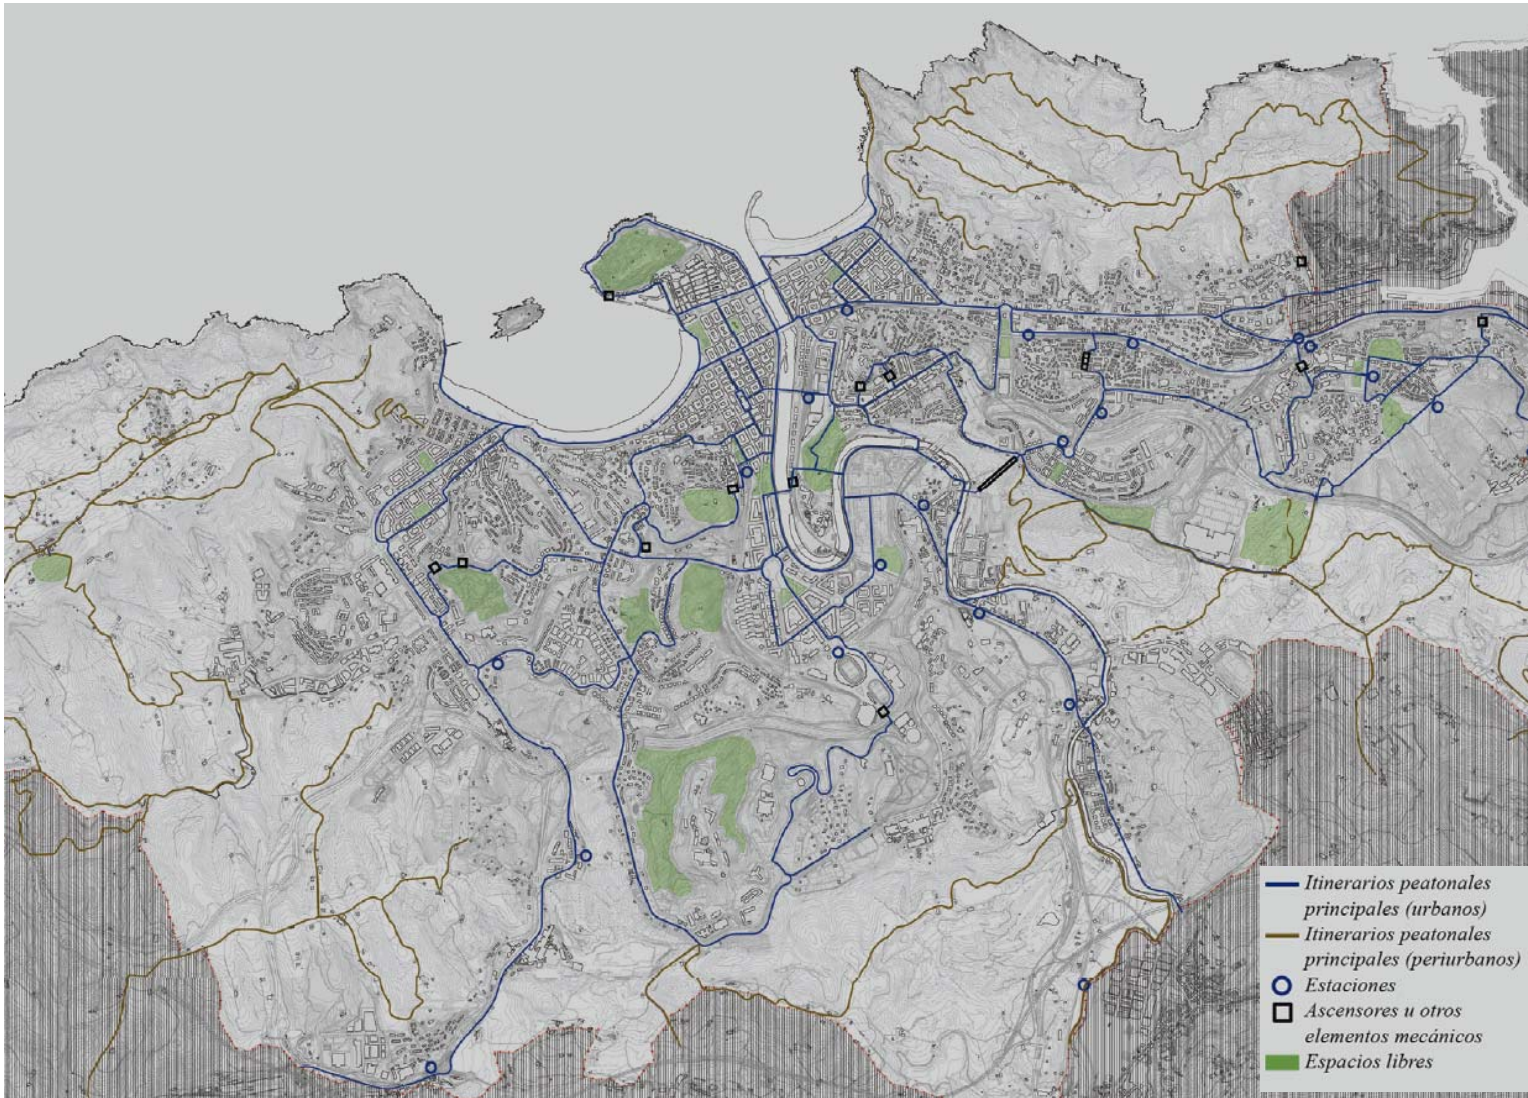 Itinerarios peatonales
principales (urbanos)
Itinerarios peatonales
principales (periurbanos)
Estaciones
Ascensores u otros
elementos mecánicos
Espacios libres